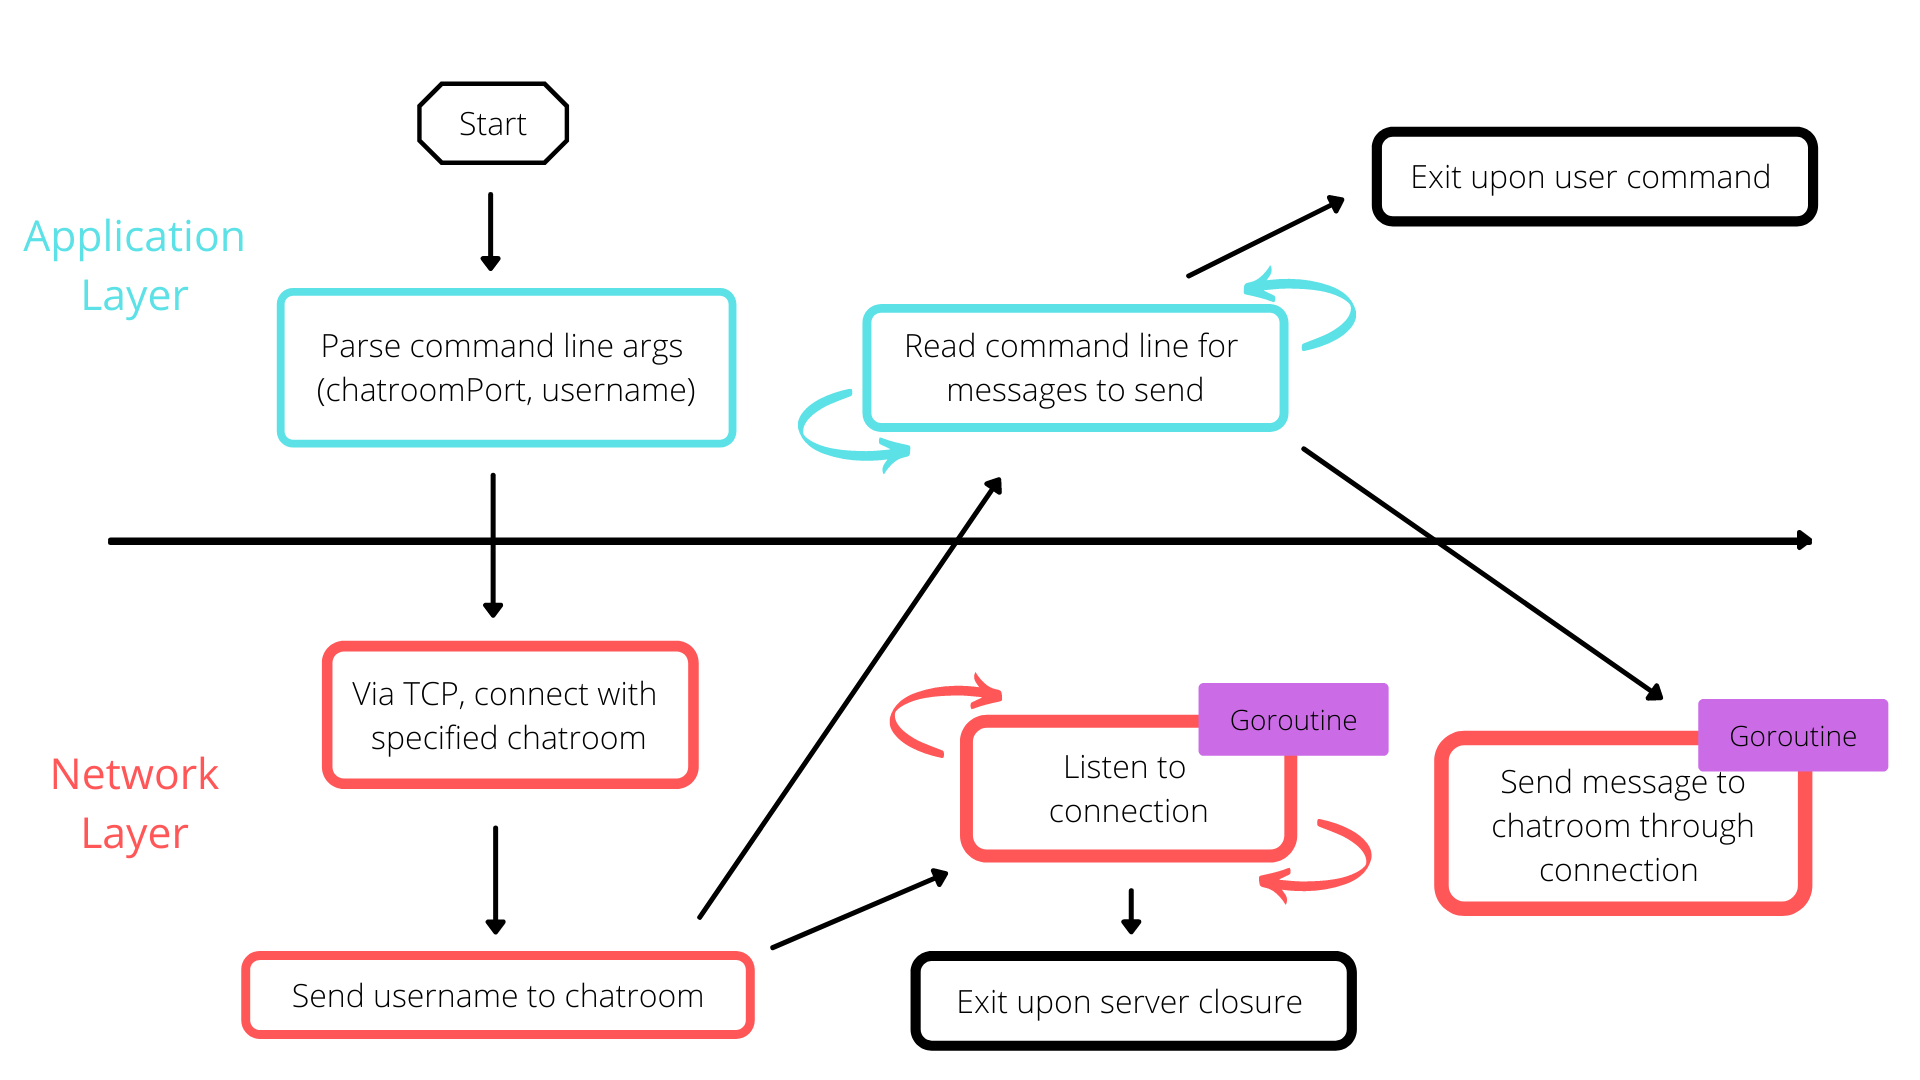 Start
Exit upon user command
Application
Layer
Parse command line args
(chatroomPort, username)
Read command line for
messages to send
Network
Layer
Via TCP, connect with
specified chatroom
Goroutine
Listen to
connection
Goroutine
Send message to
chatroom through
connection
Send username to chatroom
Exit upon server closure